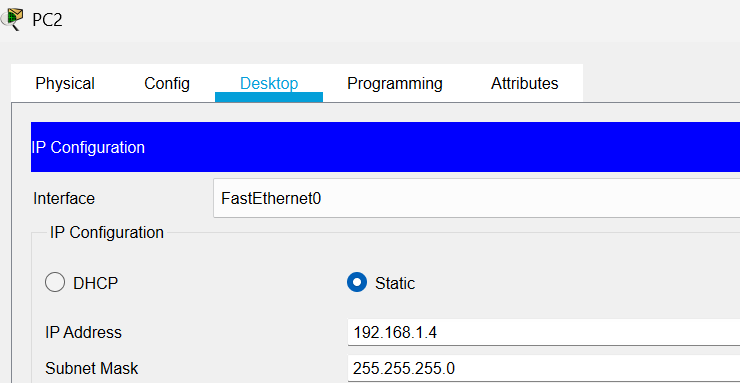 PC2
Physical Config Desktop Programming Attributes
IP Configuration
Interface FastEthernet0
IP Configuration
DHCP Static
IP Address 192.168.1.4
Subnet Mask 255.255.255.0